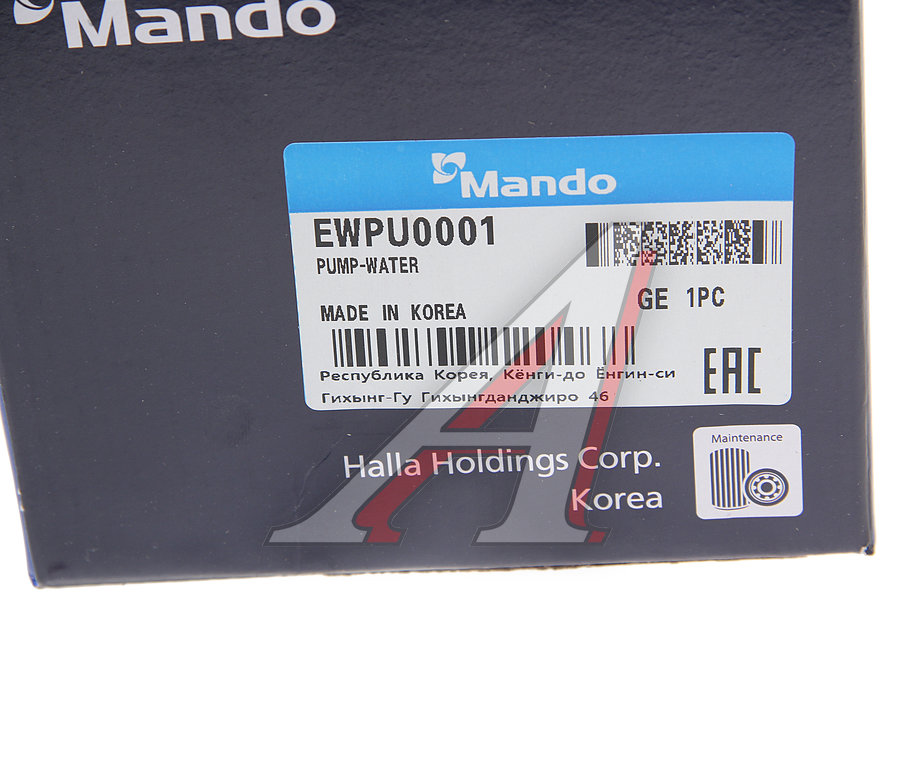 Mando
Mando
EWPU0001
PUMP-WATER
GE 1PC
MADE IN KOREA
Республика Корея, Кёнги-до Ёнгин-си
Гихынг-Гу Гихынгданджиро 46
EAC
Halla Holdings Corp.
Korea
Maintenance